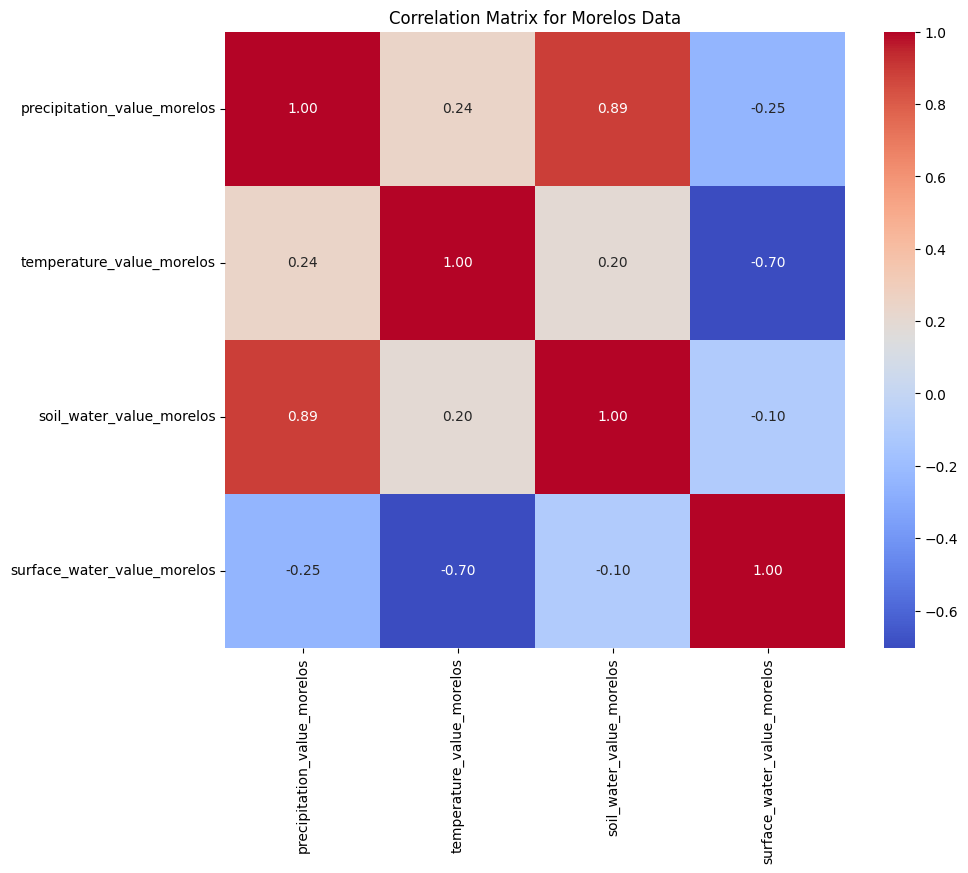 Correlation Matrix for Morelos Data
precipitation_value_morelos 1.00 0.24 0.89 -0.25
temperature_value_morelos 0.24 1.00 0.20 -0.70
soil_water_value_morelos 0.89 0.20 1.00 -0.10
surface_water_value_morelos -0.25 -0.70 -0.10 1.00
precipitation_value_morelos
temperature_value_morelos
soil_water_value_morelos
surface_water_value_morelos
1.0
0.8
0.6
0.4
0.2
0.0
−0.2
−0.4
−0.6